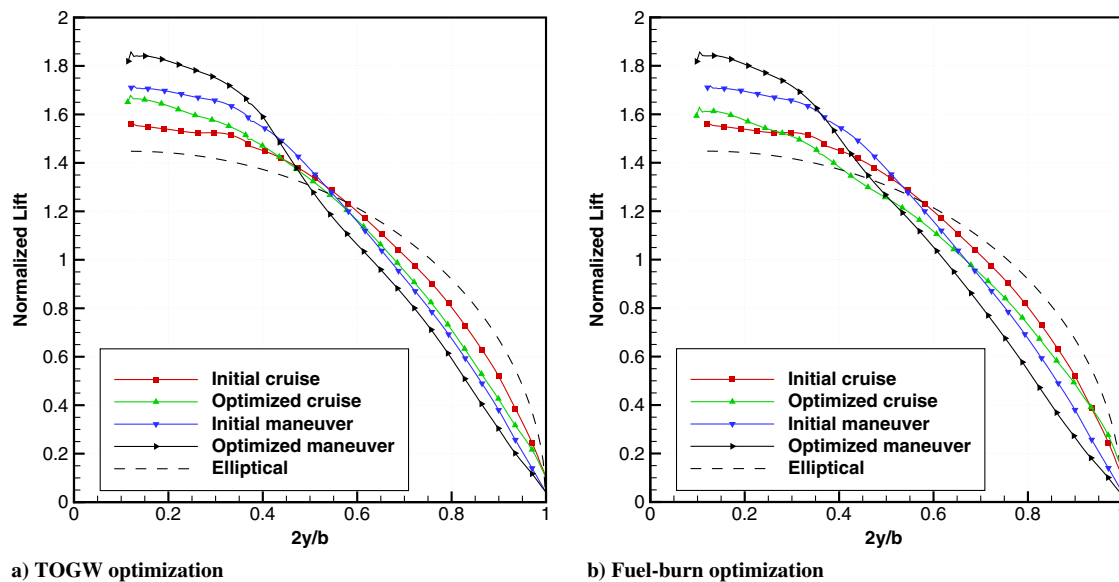 2
1.8
1.6
1.4
1.2
1
0.8
0.6
0.4
0.2
0
Normalized Lift
Initial cruise
Optimized cruise
Initial maneuver
Optimized maneuver
Elliptical
0 0.2 0.4 0.6 0.8 1
2y/b
a) TOGW optimization
2
1.8
1.6
1.4
1.2
1
0.8
0.6
0.4
0.2
0
Normalized Lift
Initial cruise
Optimized cruise
Initial maneuver
Optimized maneuver
Elliptical
0 0.2 0.4 0.6 0.8 1
2y/b
b) Fuel-burn optimization